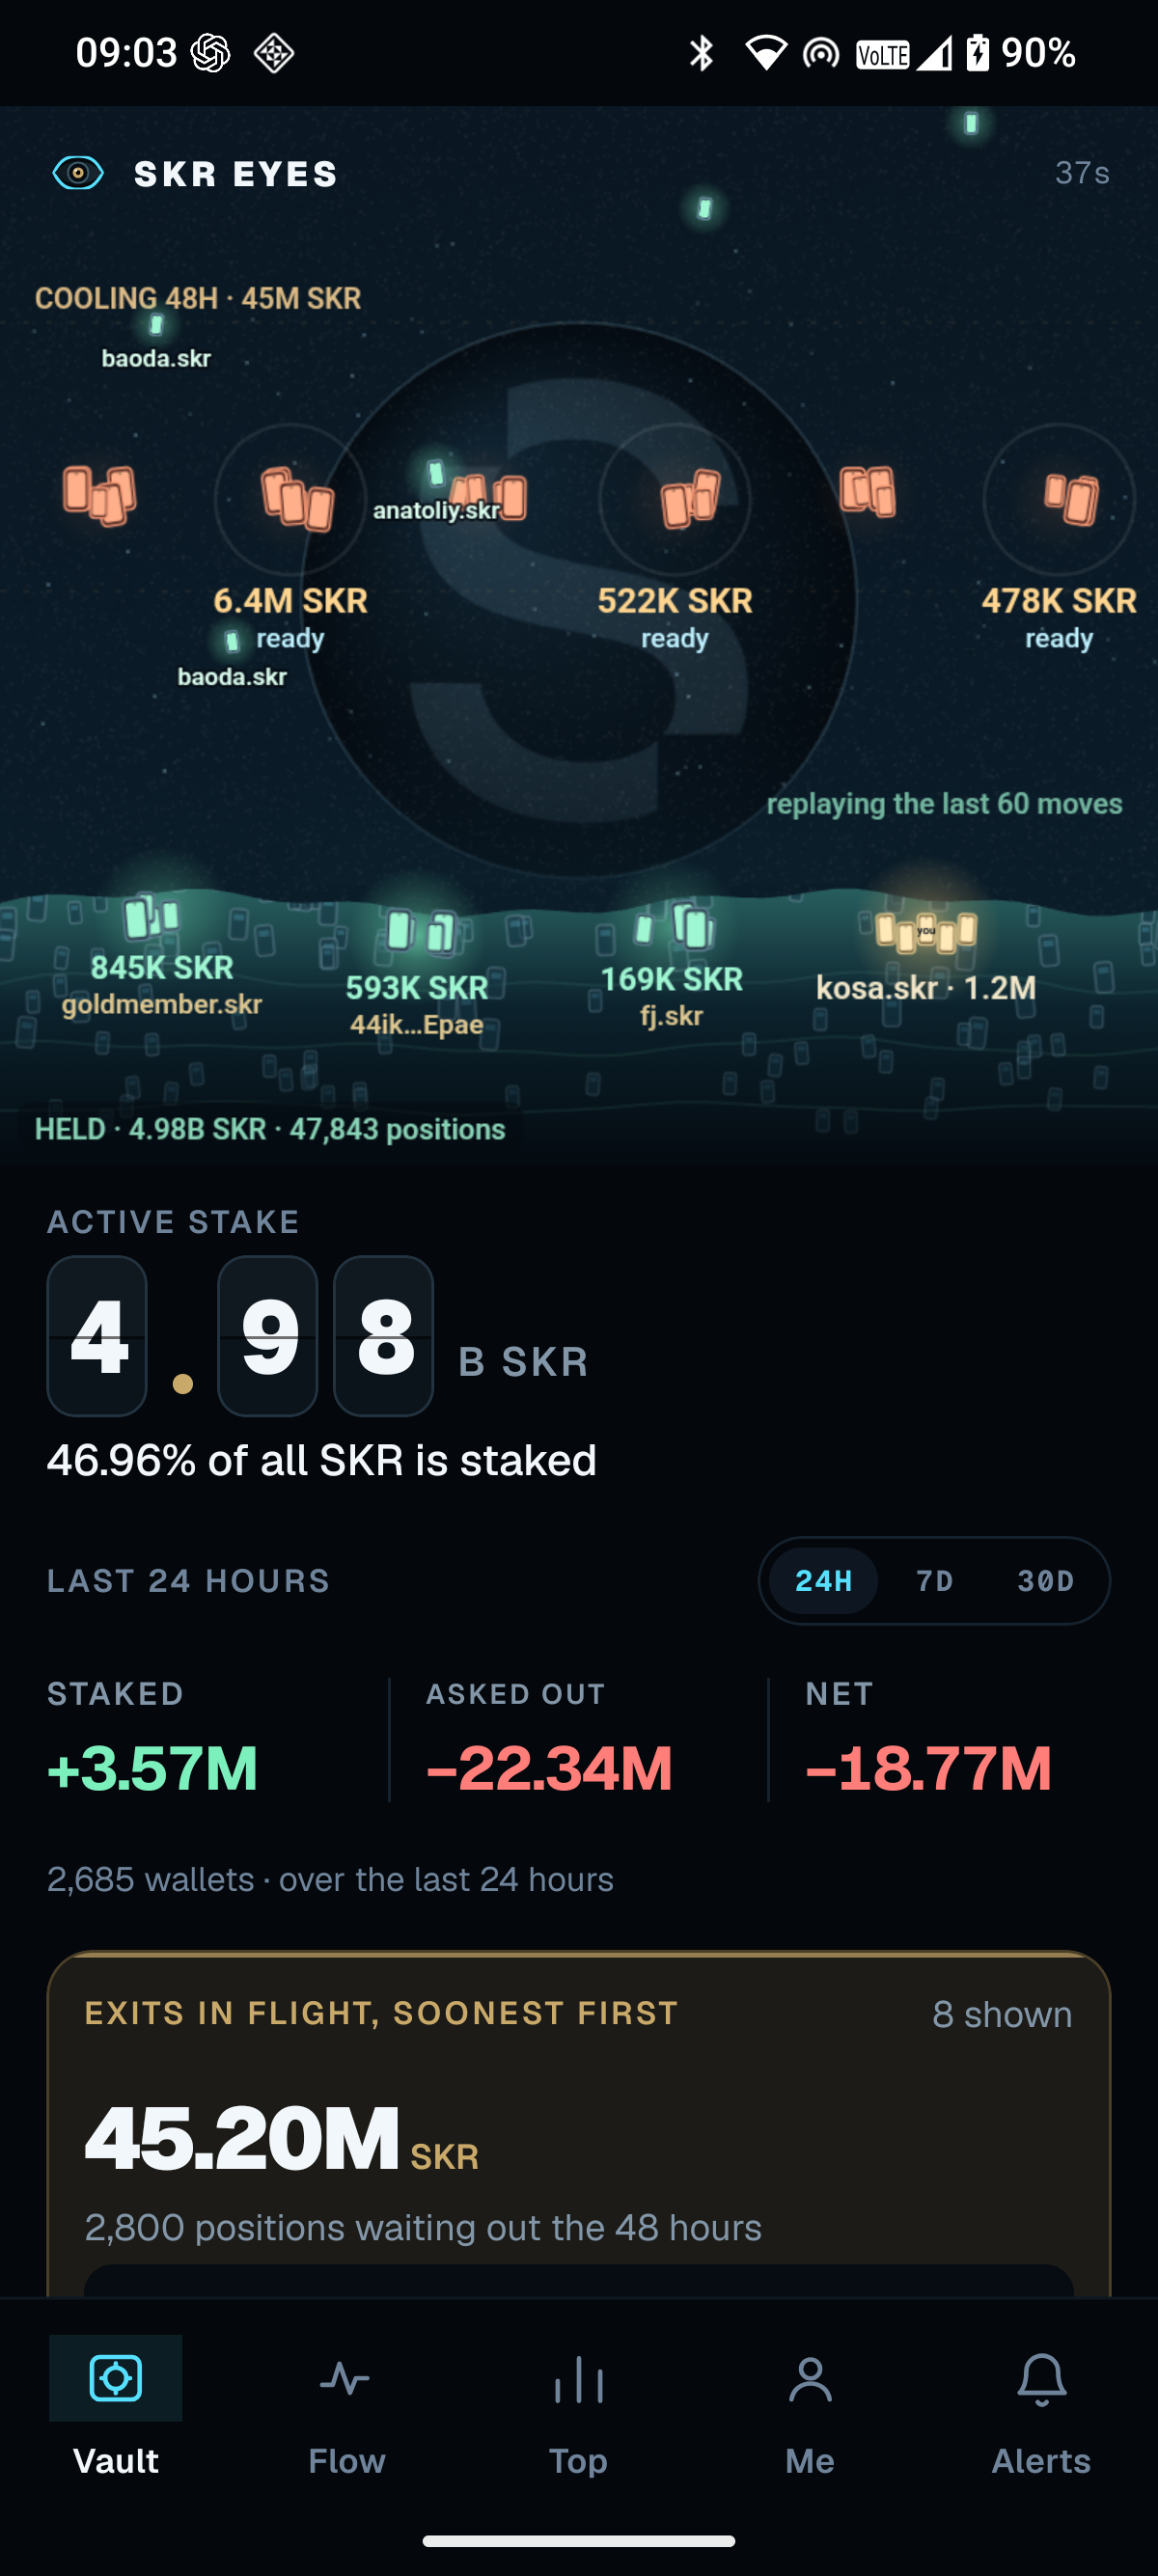 09:03
VoLTE
90%
SKR EYES
37s
COOLING 48H · 45M SKR
baoda.skr
anatoliy.skr
6.4M SKR
ready
522K SKR
ready
478K SKR
ready
baoda.skr
replaying the last 60 moves
845K SKR
goldmember.skr
593K SKR
44ik...Epae
169K SKR
fj.skr
you
kosa.skr · 1.2M
HELD · 4.98B SKR · 47,843 positions
ACTIVE STAKE
4.98 B SKR
46.96% of all SKR is staked
LAST 24 HOURS
24H 7D 30D
STAKED ASKED OUT NET
+3.57M −22.34M −18.77M
2,685 wallets · over the last 24 hours
EXITS IN FLIGHT, SOONEST FIRST
8 shown
45.20M SKR
2,800 positions waiting out the 48 hours
Vault Flow Top Me Alerts